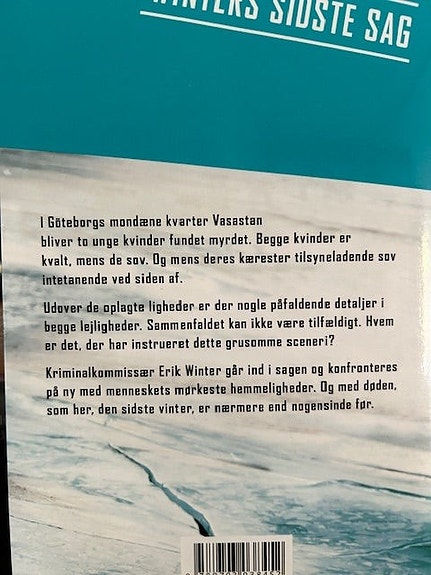 WINTERS SIDSTE SAG
I Göteborgs mondæne kvarter Vasastan
bliver to unge kvinder fundet myrdet. Begge kvinder er
kvalt, mens de sov. Og mens deres kærester tilsyneladende sov
intetanende ved siden af.
Udover de oplagte ligheder er der nogle påfaldende detaljer i
begge lejligheder. Sammenfaldet kan ikke være tilfældigt. Hvem
er det, der har instrueret dette grusomme sceneri?
Kriminalkommissær Erik Winter går ind i sagen og konfronteres
på ny med menneskets mørkeste hemmeligheder. Og med døden,
som her, den sidste vinter, er nærmere end nogensinde før.